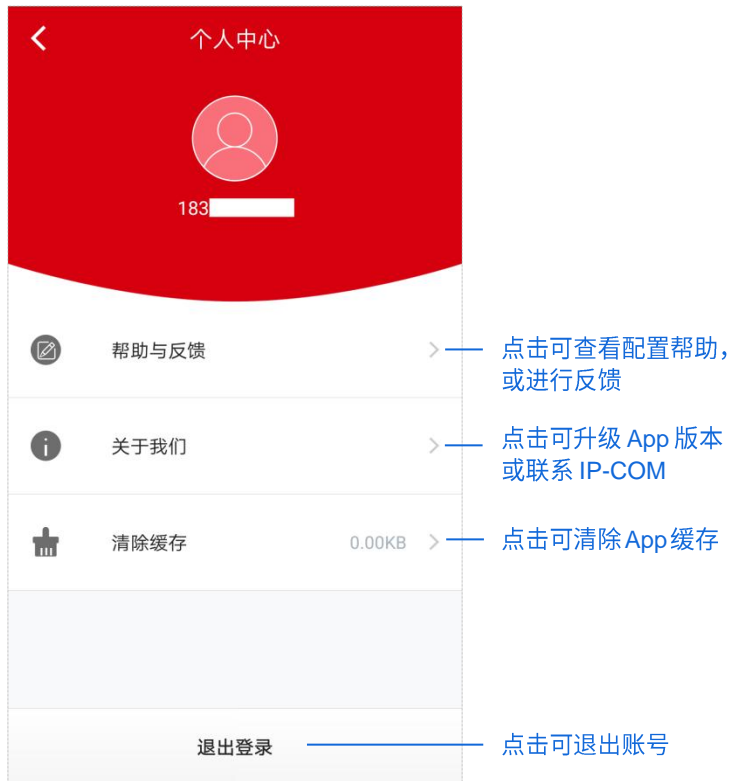 个人中心
183
帮助与反馈
点击可查看配置帮助，
或进行反馈
关于我们
点击可升级 App 版本
或联系 IP-COM
清除缓存
0.00KB
点击可清除 App 缓存
退出登录
点击可退出账号